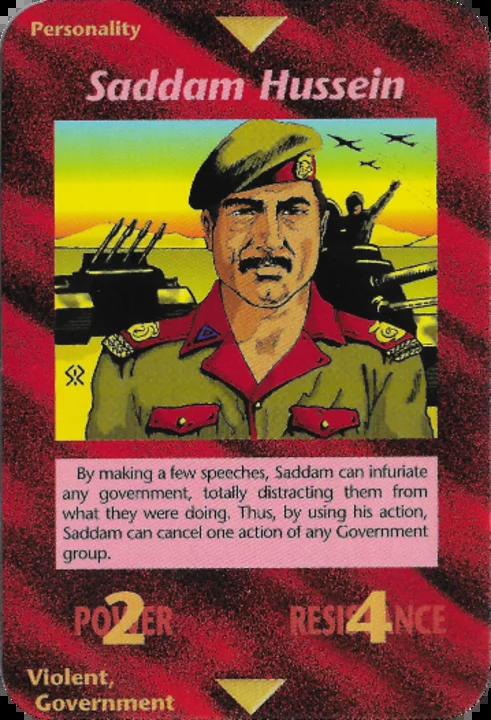 Personality
Saddam Hussein
By making a few speeches, Saddam can infuriate
any government, totally distracting them from
what they were doing. Thus, by using his action,
Saddam can cancel one action of any Government
group.
POWER 2 RESISTANCE 4
Violent,
Government